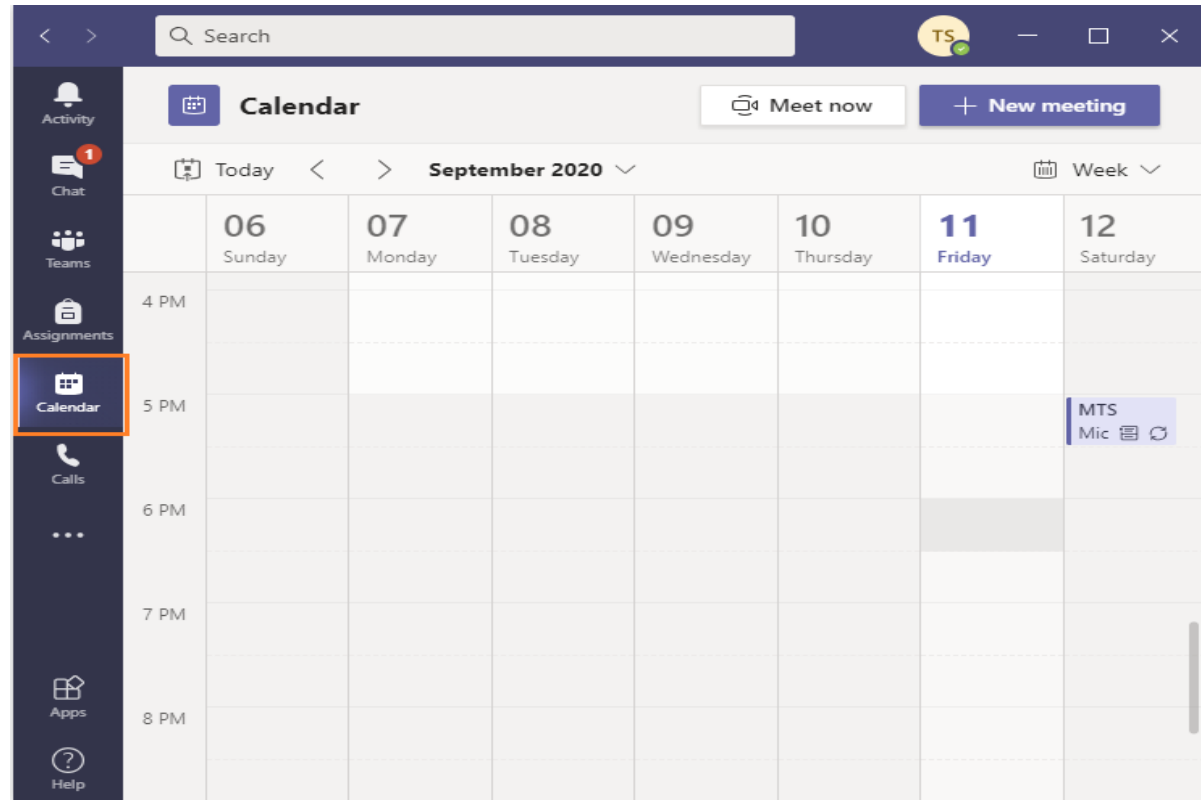 Search
TS
Activity
1
Chat
Teams
Assignments
Calendar
Calls
Apps
Help
Calendar
Meet now
New meeting
Today
September 2020
Week
06
Sunday
07
Monday
08
Tuesday
09
Wednesday
10
Thursday
11
Friday
12
Saturday
4 PM
5 PM
MTS
Mic
6 PM
7 PM
8 PM